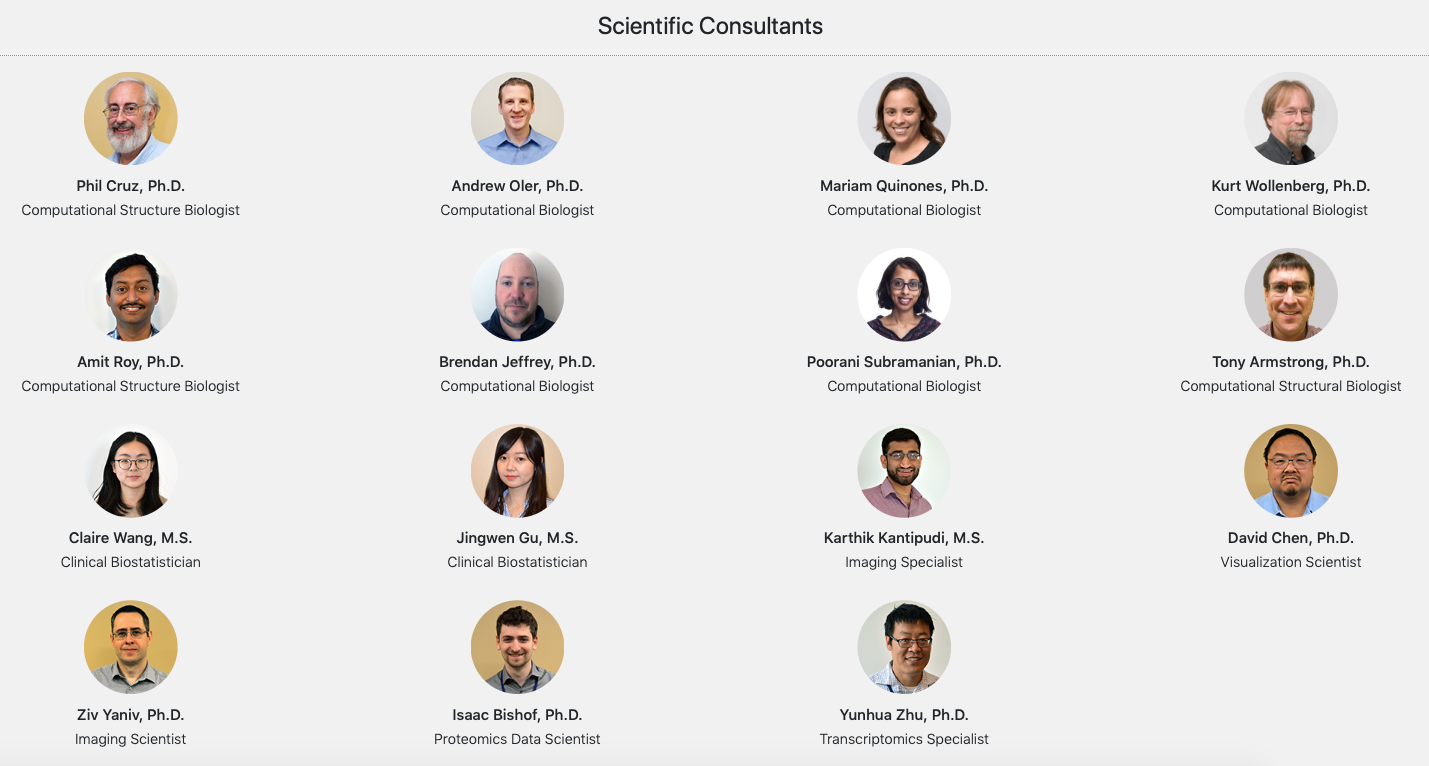 Scientific Consultants
Phil Cruz, Ph.D.
Computational Structure Biologist
Andrew Oler, Ph.D.
Computational Biologist
Mariam Quinones, Ph.D.
Computational Biologist
Kurt Wollenberg, Ph.D.
Computational Biologist
Amit Roy, Ph.D.
Computational Structure Biologist
Brendan Jeffrey, Ph.D.
Computational Biologist
Poorani Subramanian, Ph.D.
Computational Biologist
Tony Armstrong, Ph.D.
Computational Structural Biologist
Claire Wang, M.S.
Clinical Biostatistician
Jingwen Gu, M.S.
Clinical Biostatistician
Karthik Kantipudi, M.S.
Imaging Specialist
David Chen, Ph.D.
Visualization Scientist
Ziv Yaniv, Ph.D.
Imaging Scientist
Isaac Bishof, Ph.D.
Proteomics Data Scientist
Yunhua Zhu, Ph.D.
Transcriptomics Specialist